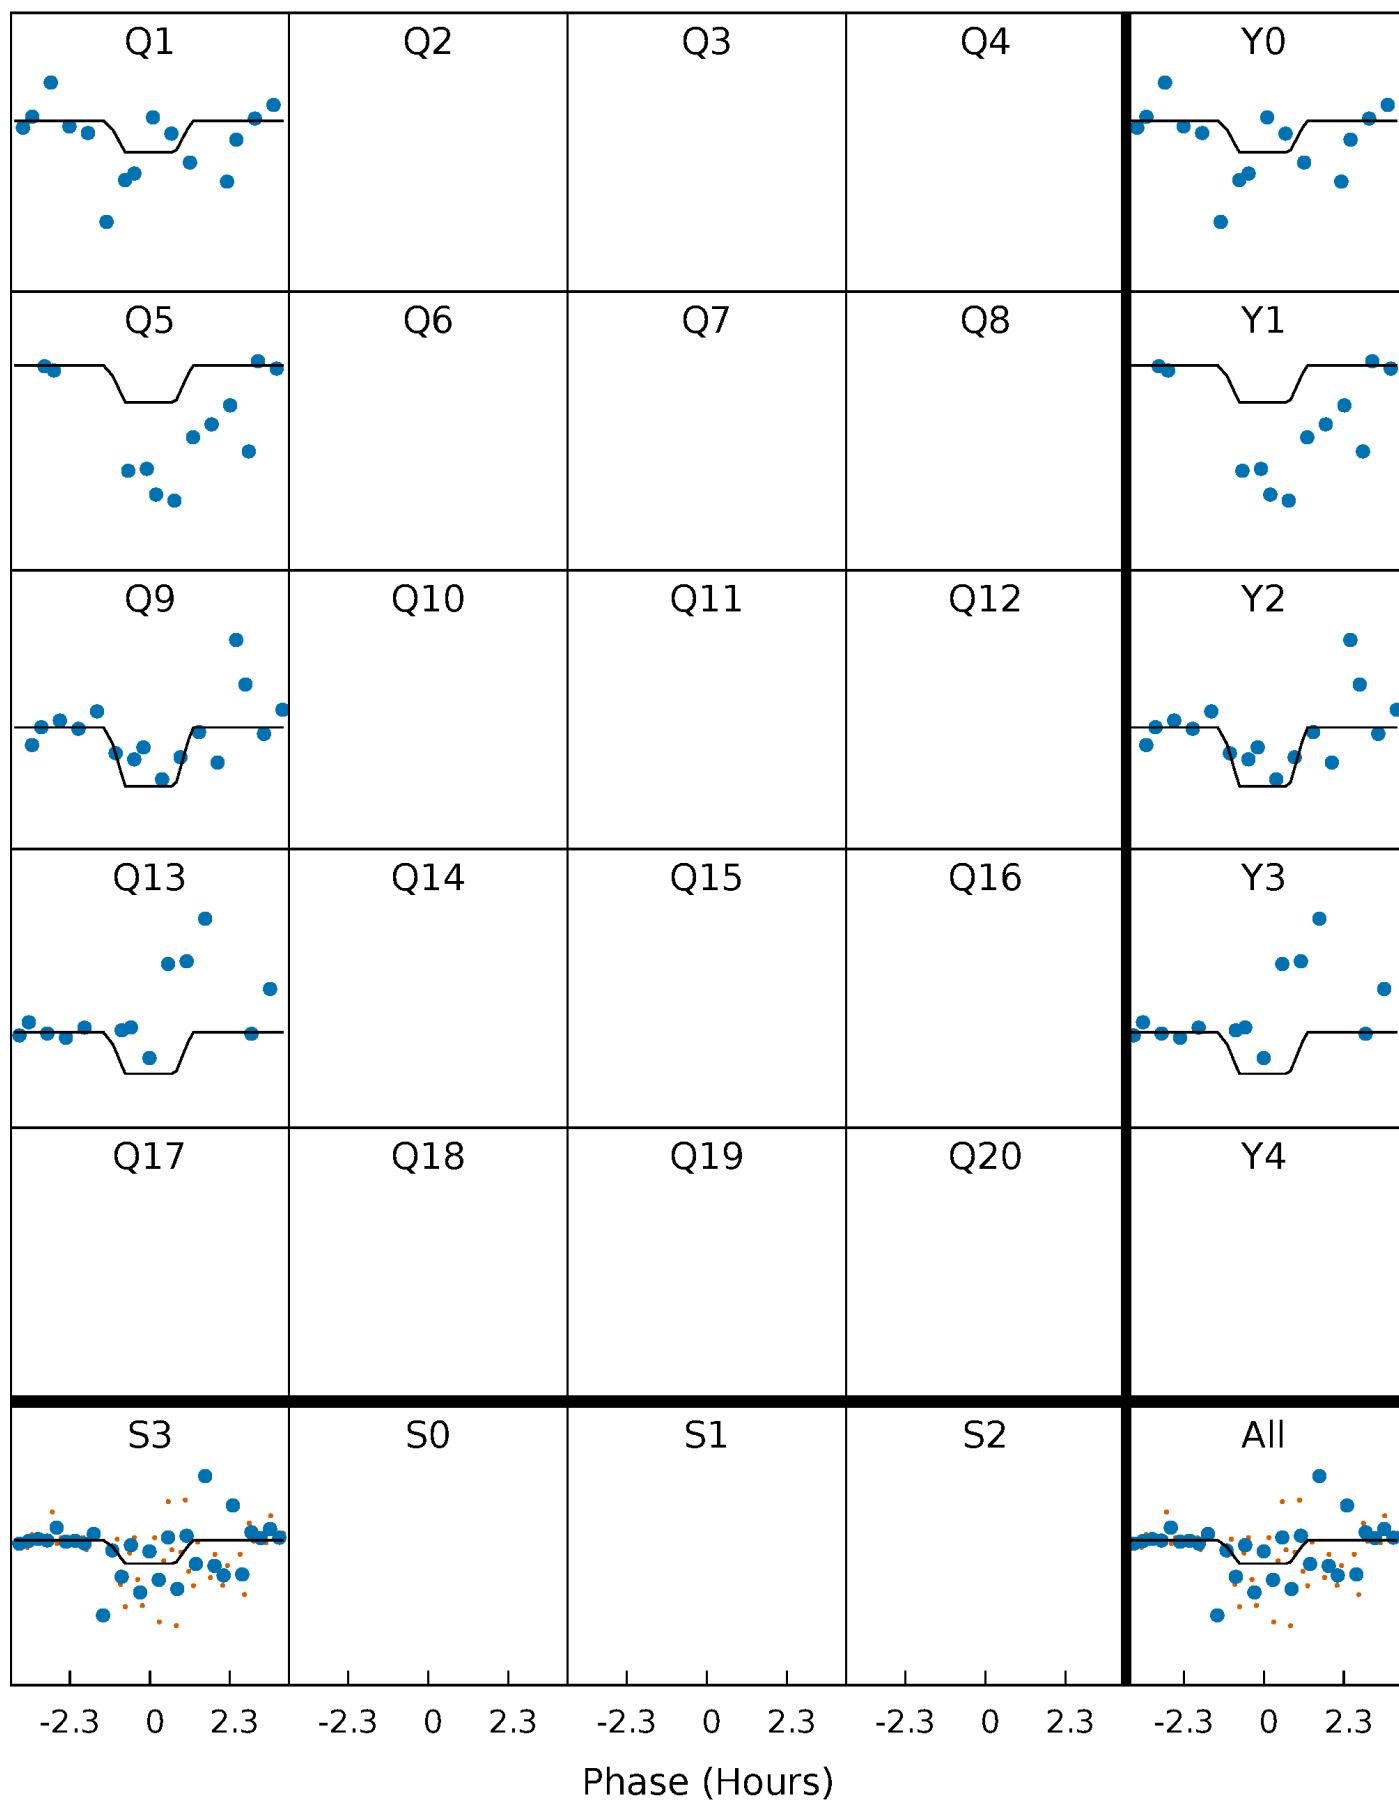 Q1 Q2 Q3 Q4 Y0
Q5 Q6 Q7 Q8 Y1
Q9 Q10 Q11 Q12 Y2
Q13 Q14 Q15 Q16 Y3
Q17 Q18 Q19 Q20 Y4
S3 S0 S1 S2 All
-2.3 0 2.3 -2.3 0 2.3 -2.3 0 2.3 -2.3 0 2.3 -2.3 0 2.3
Phase (Hours)